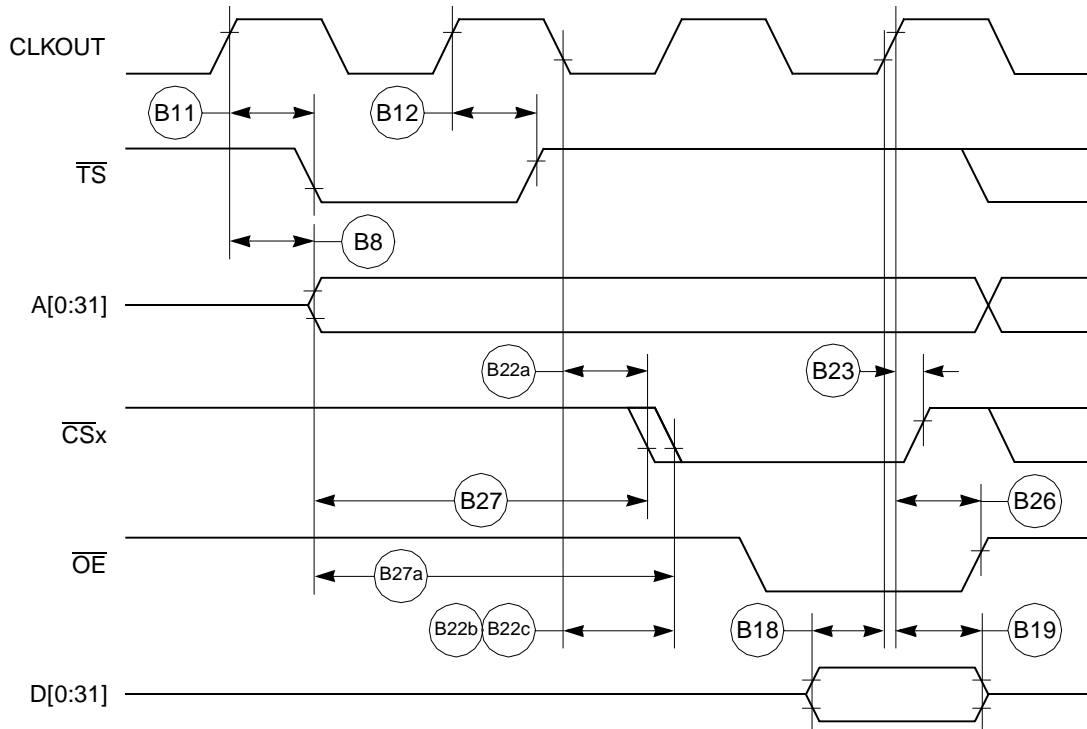 CLKOUT
B11
B12
TS
B8
A[0:31]
B22a
B23
CSx
B27
B26
OE
B27a
B22b B22c
B18
B19
D[0:31]